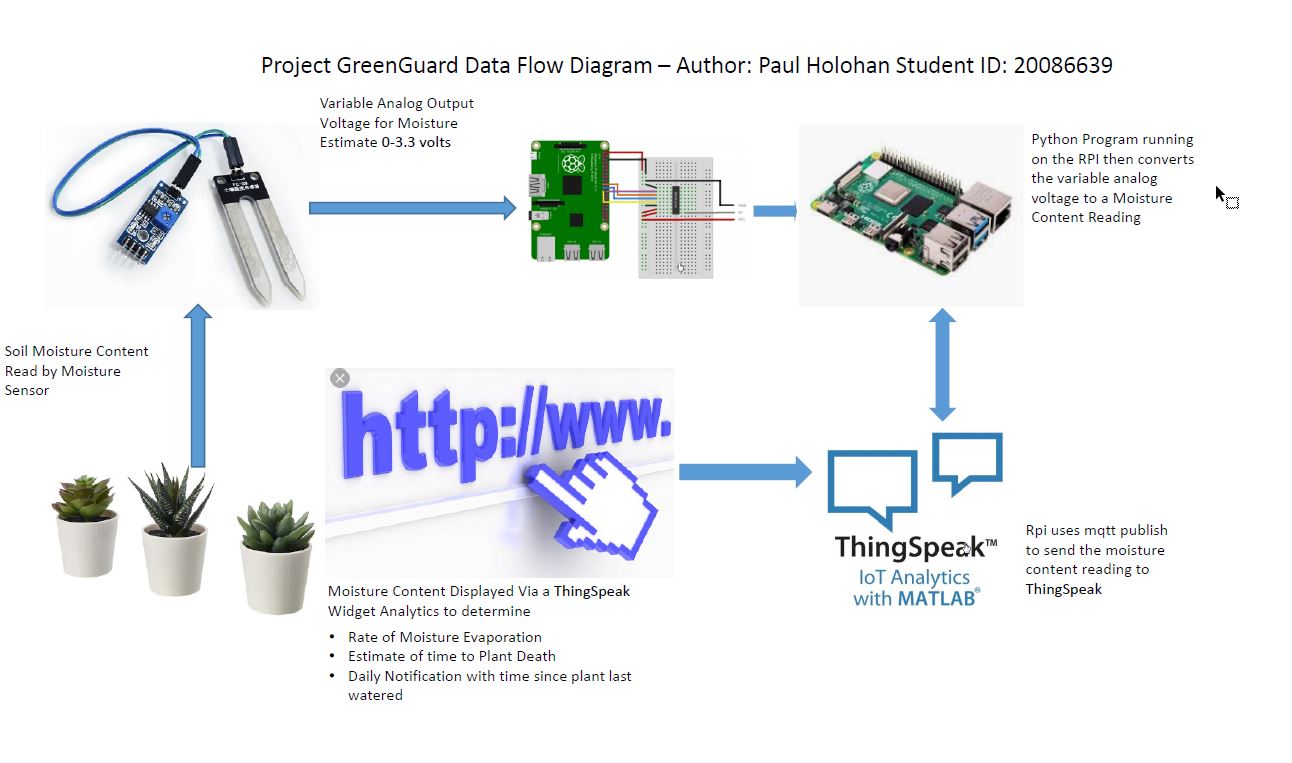 Project GreenGuard Data Flow Diagram – Author: Paul Holohan Student ID: 20086639
Variable Analog Output
Voltage for Moisture
Estimate 0-3.3 volts
Python Program running
on the RPI then converts
the variable analog
voltage to a Moisture
Content Reading
Soil Moisture Content
Read by Moisture
Sensor
http://www.
ThingSpeak™
IoT Analytics
with MATLAB®
Rpi uses mqtt publish
to send the moisture
content reading to
ThingSpeak
Moisture Content Displayed Via a ThingSpeak
Widget Analytics to determine
• Rate of Moisture Evaporation
• Estimate of time to Plant Death
• Daily Notification with time since plant last
watered